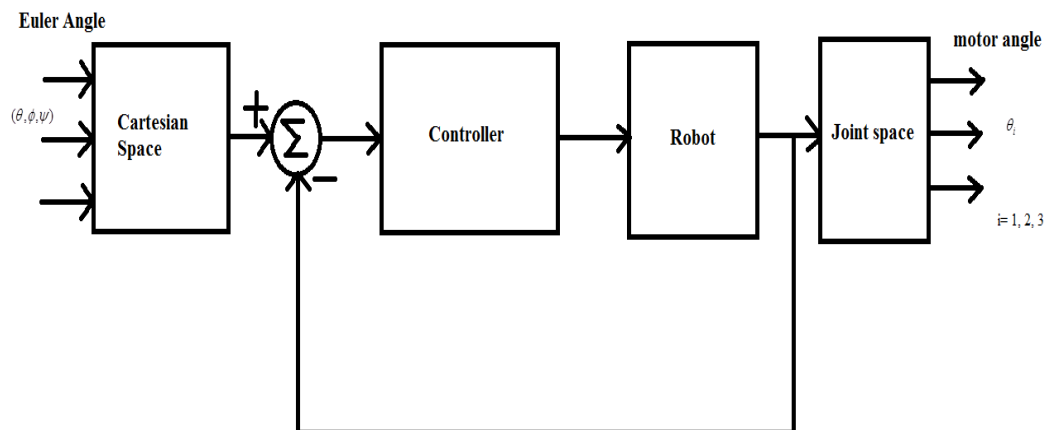 Euler Angle
(θ,ϕ,ψ)
Cartesian
Space
+
Σ
−
Controller
Robot
Joint space
motor angle
θi
i= 1, 2, 3